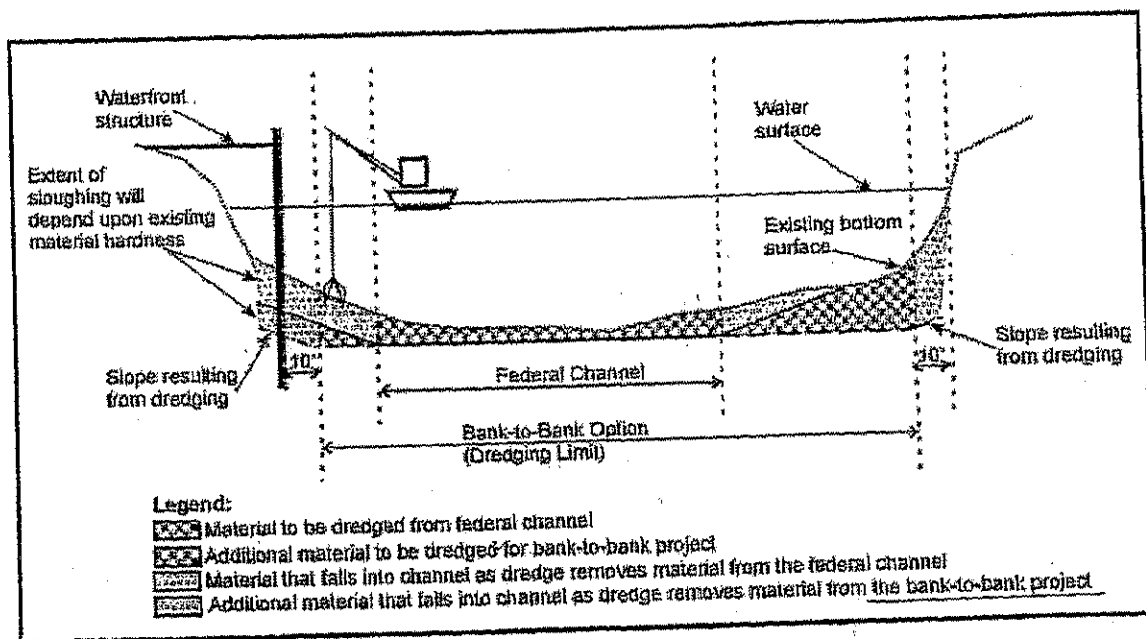 Waterfront
structure
Water
surface
Extent of
sloughing will
depend upon existing
material hardness
Existing bottom
surface
Slope resulting
from dredging
10'
Federal Channel
10'
Slope resulting
from dredging
Bank-to-Bank Option
(Dredging Limit)
Legend:
Material to be dredged from federal channel
Additional material to be dredged for bank-to-bank project
Material that falls into channel as dredge removes material from the federal channel
Additional material that falls into channel as dredge removes material from the bank-to-bank project